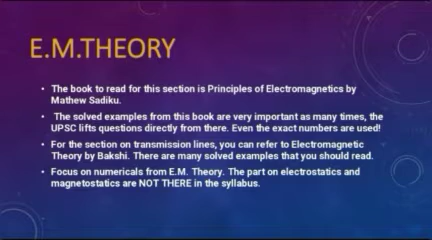 E.M.THEORY
• The book to read for this section is Principles of Electromagnetics by
Mathew Sadiku.
• The solved examples from this book are very important as many times, the
UPSC lifts questions directly from there. Even the exact numbers are used!
• For the section on transmission lines, you can refer to Electromagnetic
Theory by Bakshi. There are many solved examples that you should read.
• Focus on numericals from E.M. Theory. The part on electrostatics and
magnetostatics are NOT THERE in the syllabus.